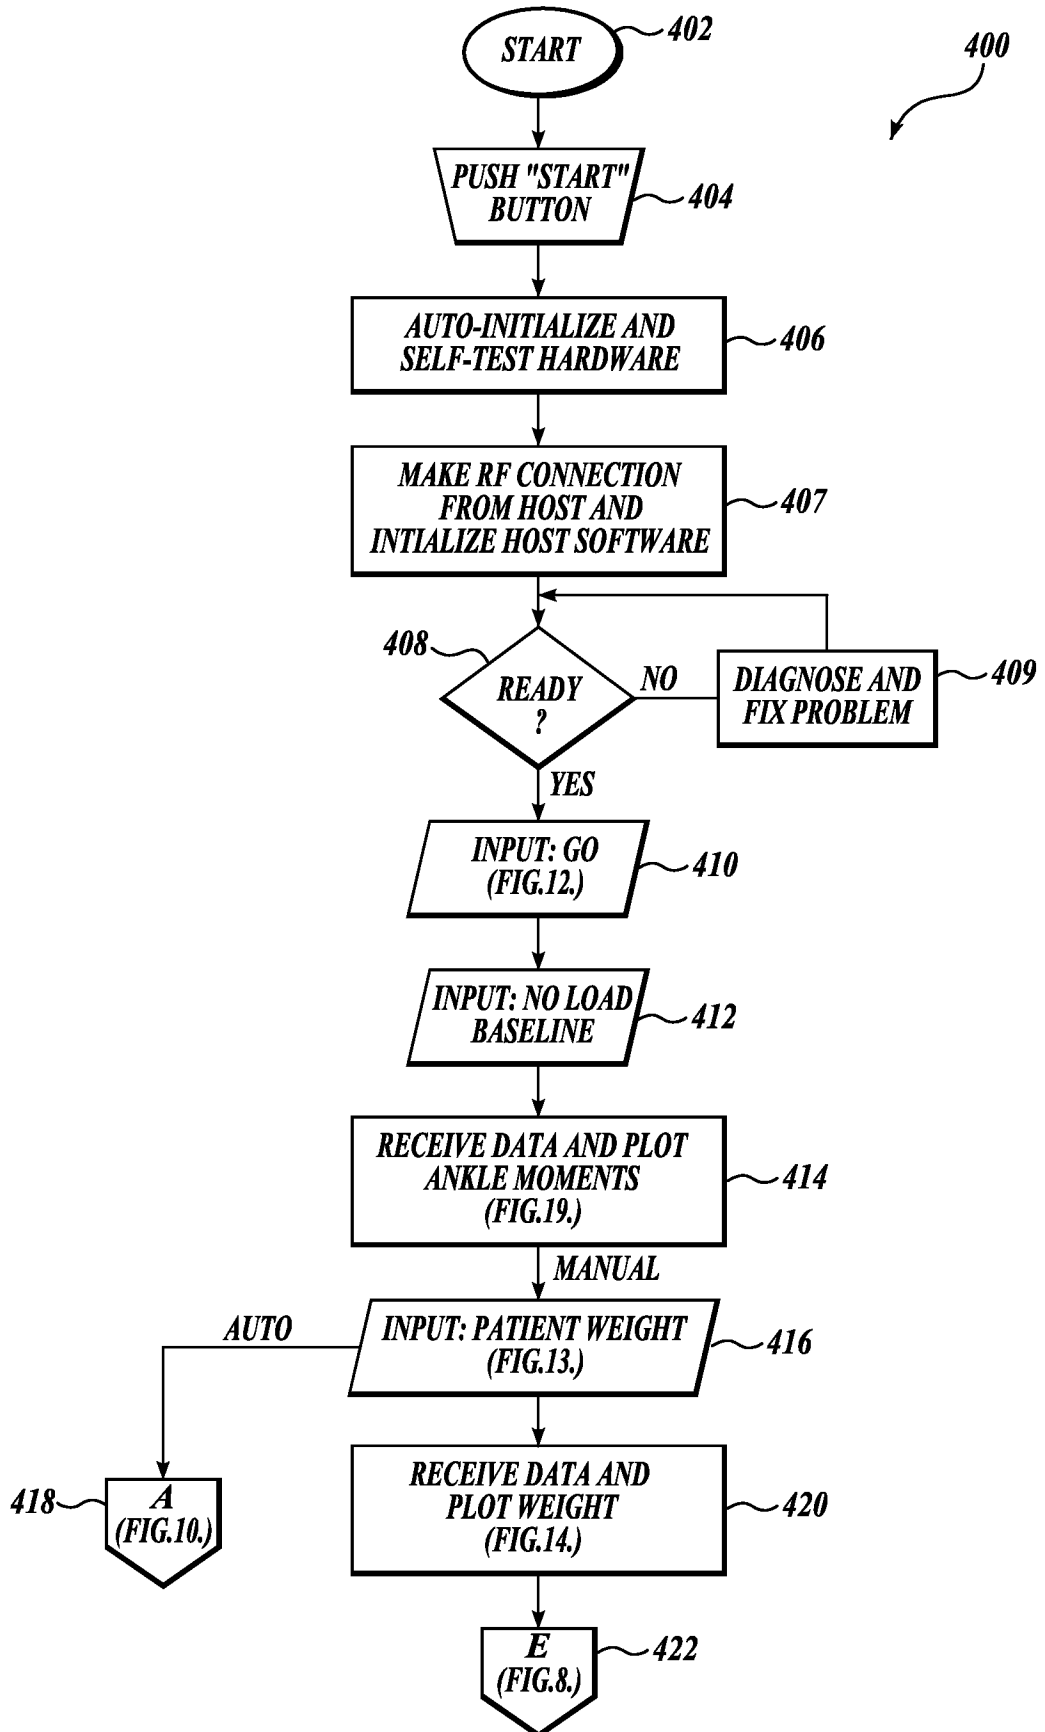 START
402
400
PUSH "START"
BUTTON
404
AUTO-INITIALIZE AND
SELF-TEST HARDWARE
406
MAKE RF CONNECTION
FROM HOST AND
INTIALIZE HOST SOFTWARE
407
408
READY
?
NO
DIAGNOSE AND
FIX PROBLEM
409
YES
INPUT: GO
(FIG.12.)
410
INPUT: NO LOAD
BASELINE
412
RECEIVE DATA AND PLOT
ANKLE MOMENTS
(FIG.19.)
414
MANUAL
AUTO
INPUT: PATIENT WEIGHT
(FIG.13.)
416
418
A
(FIG.10.)
RECEIVE DATA AND
PLOT WEIGHT
(FIG.14.)
420
E
(FIG.8.)
422